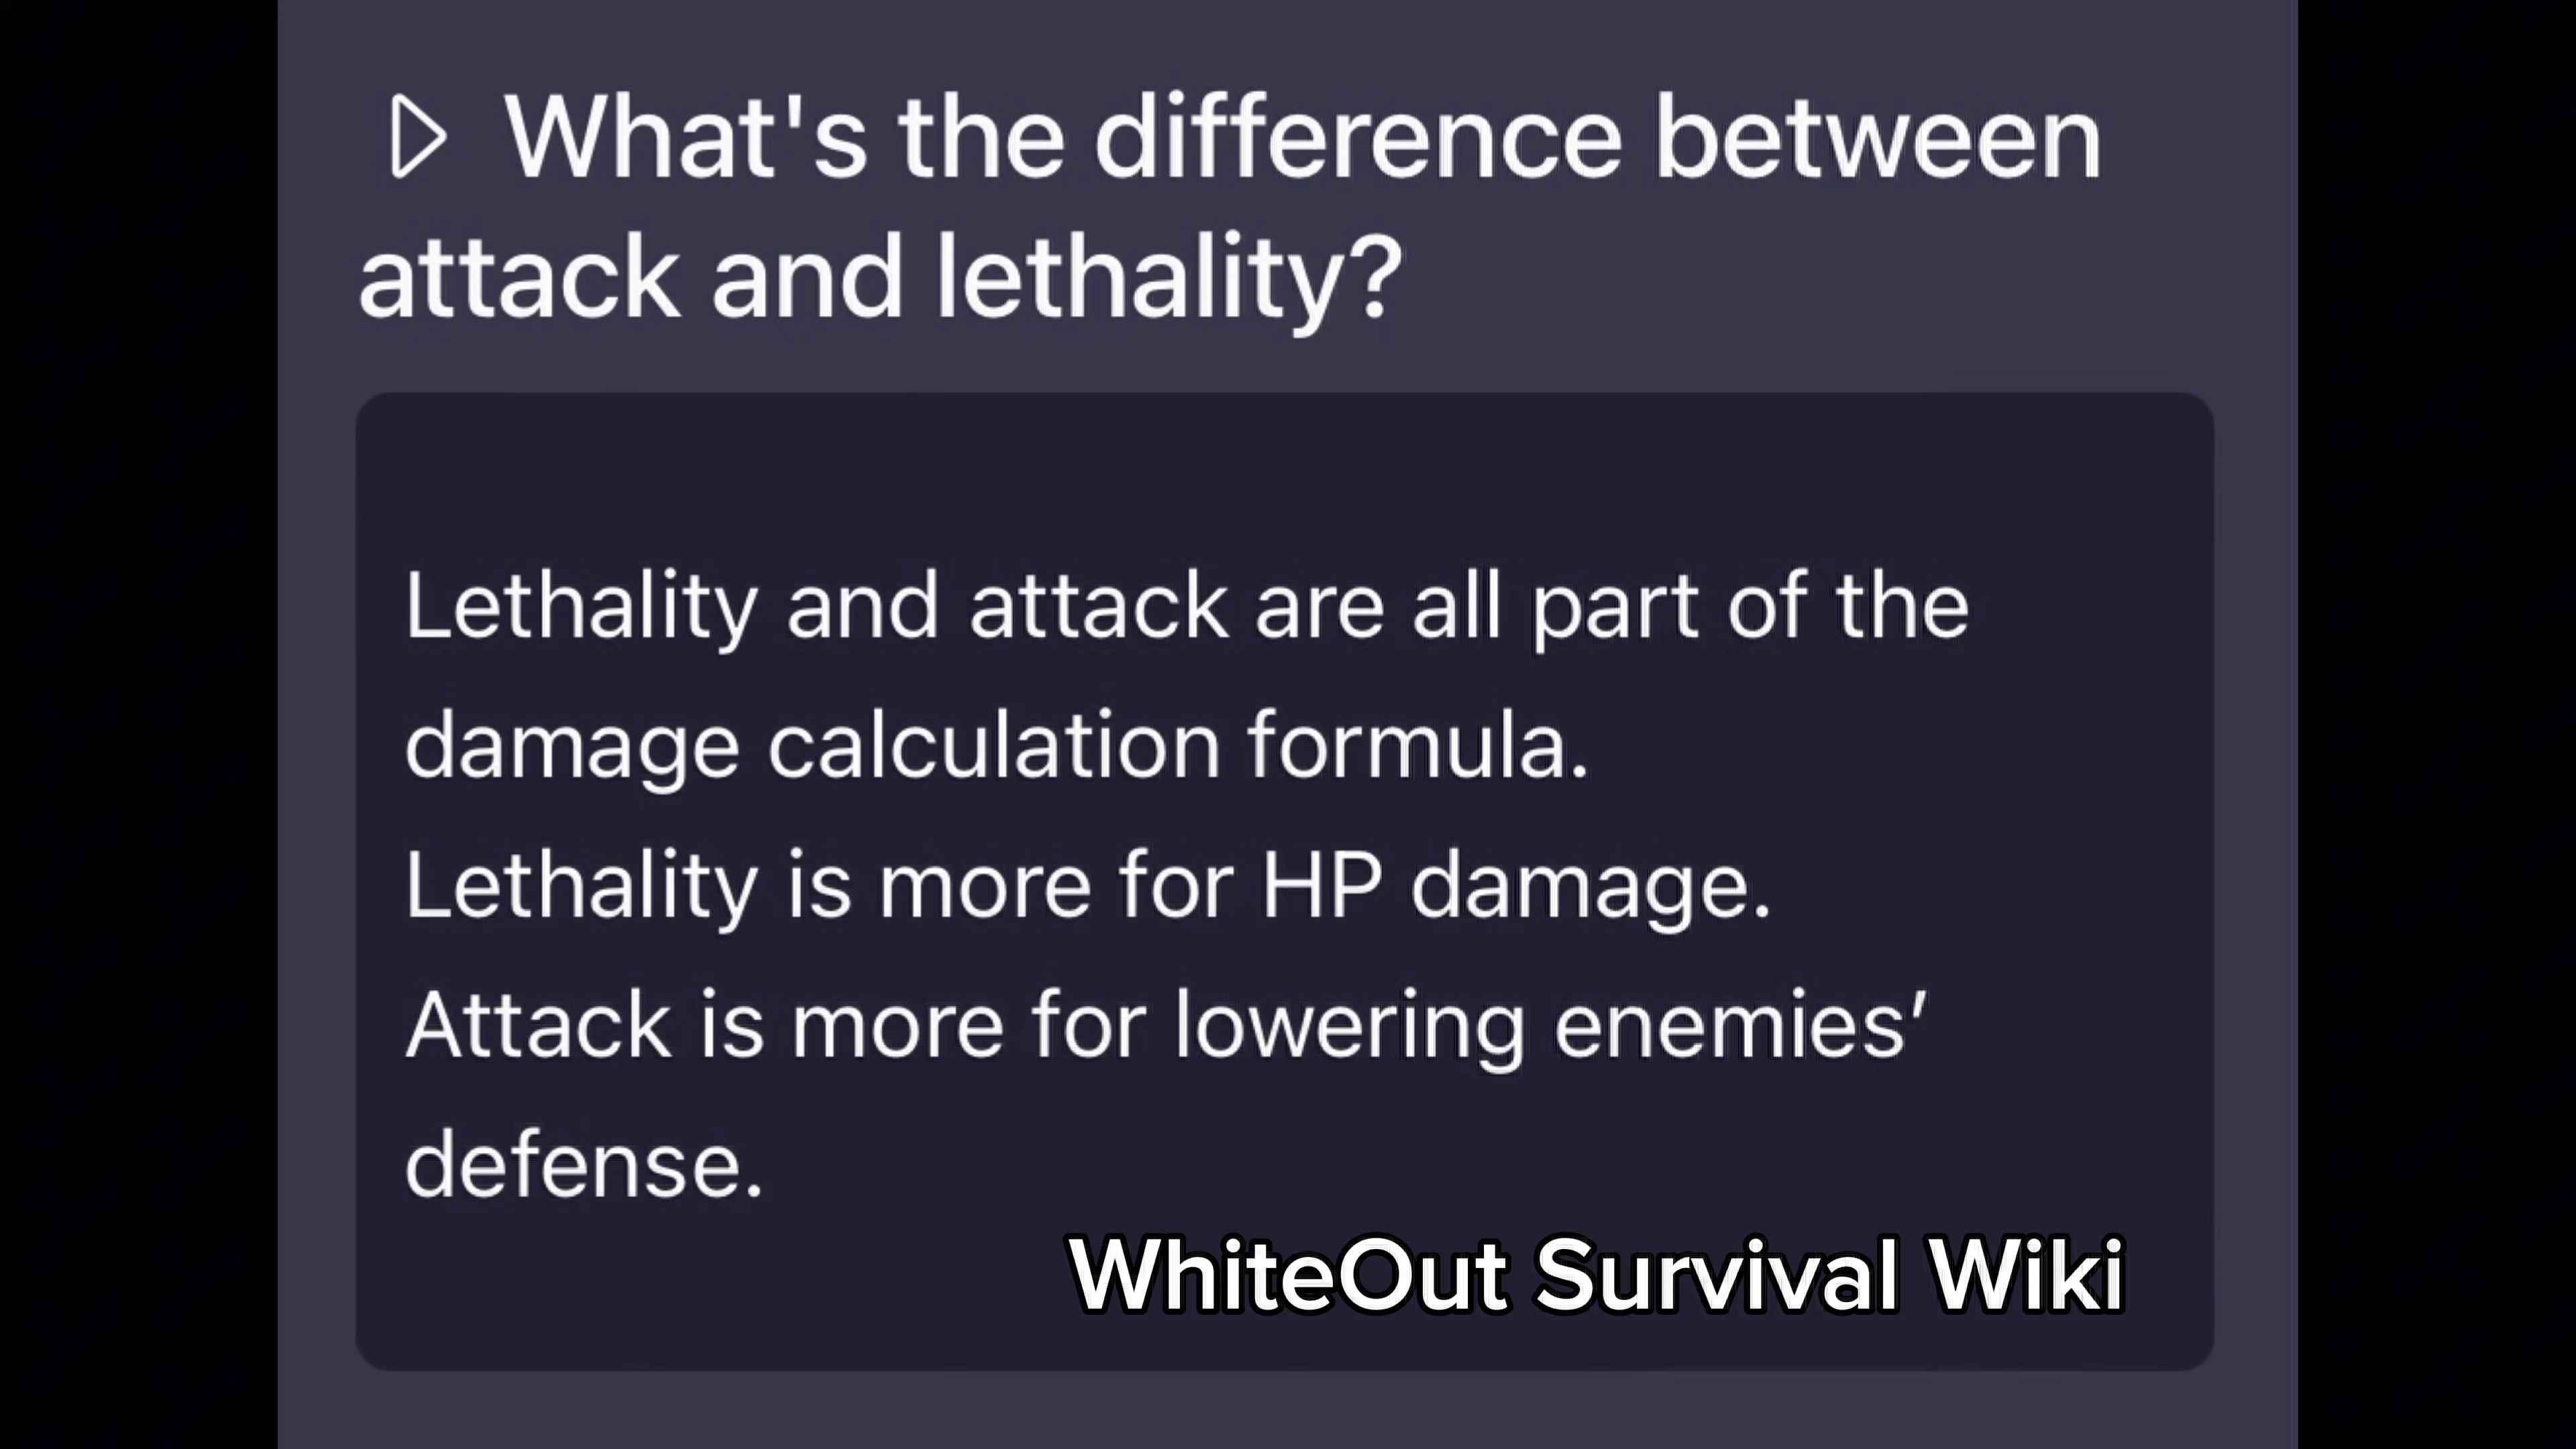 What's the difference between
attack and lethality?
Lethality and attack are all part of the
damage calculation formula.
Lethality is more for HP damage.
Attack is more for lowering enemies’
defense.
WhiteOut Survival Wiki